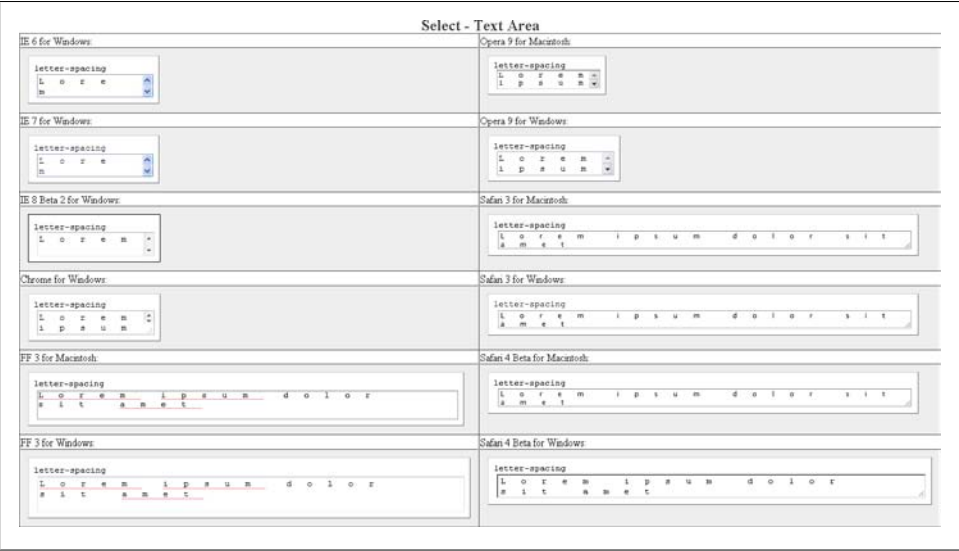 Select - Text Area
IE 6 for Windows:
letter-spacing
L o r e
m
IE 7 for Windows:
letter-spacing
L o r e
m
IE 8 Beta 2 for Windows:
letter-spacing
L o r e m
Chrome for Windows:
letter-spacing
L o r e m
i p s u m
FF 3 for Macintosh:
letter-spacing
L o r e m i p s u m d o l o r
s i t a m e t
FF 3 for Windows:
letter-spacing
L o r e m i p s u m d o l o r
s i t a m e t
Opera 9 for Macintosh:
letter-spacing
L o r e m
i p s u m
Opera 9 for Windows:
letter-spacing
L o r e m
i p s u m
Safari 3 for Macintosh:
letter-spacing
L o r e m i p s u m d o l o r s i t
a m e t
Safari 3 for Windows:
letter-spacing
L o r e m i p s u m d o l o r s i t
a m e t
Safari 4 Beta for Macintosh:
letter-spacing
L o r e m i p s u m d o l o r s i t
a m e t
Safari 4 Beta for Windows:
letter-spacing
L o r e m i p s u m d o l o r
s i t a m e t